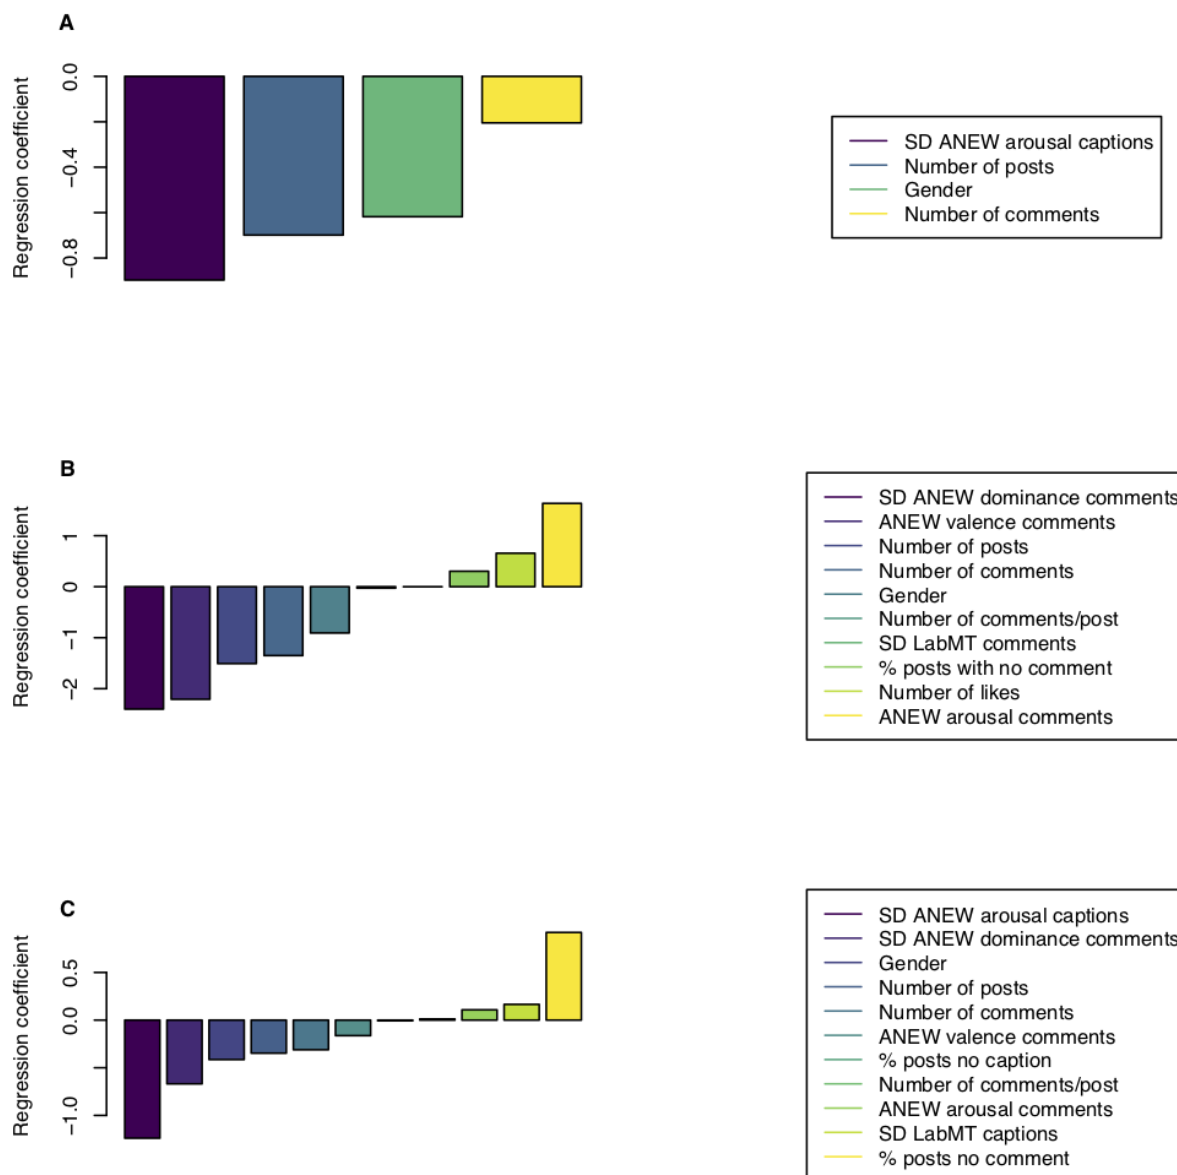 A
Regression coefficient
0.0
−0.4
−0.8
SD ANEW arousal captions
Number of posts
Gender
Number of comments
B
Regression coefficient
1
0
−1
−2
SD ANEW dominance comments
ANEW valence comments
Number of posts
Number of comments
Gender
Number of comments/post
SD LabMT comments
% posts with no comment
Number of likes
ANEW arousal comments
C
Regression coefficient
0.5
0.0
−1.0
SD ANEW arousal captions
SD ANEW dominance comments
Gender
Number of posts
Number of comments
ANEW valence comments
% posts no caption
Number of comments/post
ANEW arousal comments
SD LabMT captions
% posts no comment